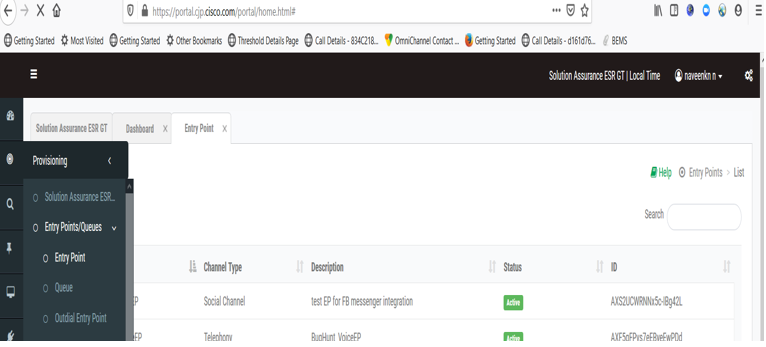 https://portal.cjp.cisco.com/portal/home.html#
Getting Started Most Visited Getting Started Other Bookmarks Threshold Details Page Call Details - 834C218... OmniChannel Contact ... Getting Started Call Details - d161d76... BEMS
Solution Assurance ESR GT | Local Time naveenkn n
Solution Assurance ESR GT Dashboard X Entry Point X
Provisioning
Help Entry Points > List
Solution Assurance ESR...
Search
Entry Points/Queues
Entry Point
Channel Type Description Status ID
Queue
EP Social Channel test EP for FB messenger integration Active AXS2UCWRNNx5c-IBg42L
Outdial Entry Point
EP Telephony BugHunt_VoiceEP Active